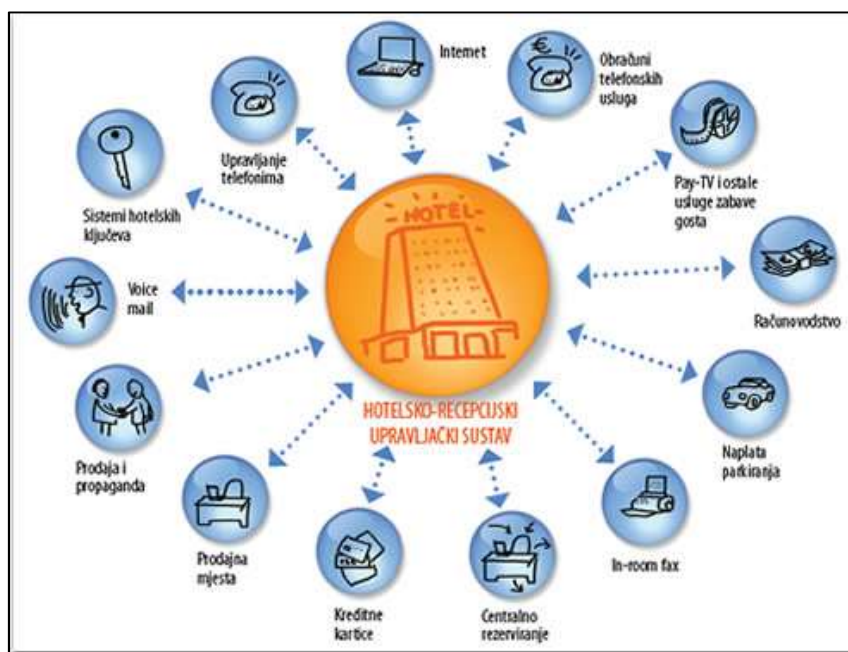 Internet
Obračuni
telefonskih
usluga
Upravljanje
telefonima
Pay-TV i ostale
usluge zabave
gosta
Sistemi hotelskih
ključeva
HOTEL
Voice
mail
Računovodstvo
HOTELSKO-RECEPCIJSKI
UPRAVLJAČKI SUSTAV
Naplata
parkiranja
Prodaja i
propaganda
Prodajna
mjesta
In-room fax
Kreditne
kartice
Centralno
rezerviranje